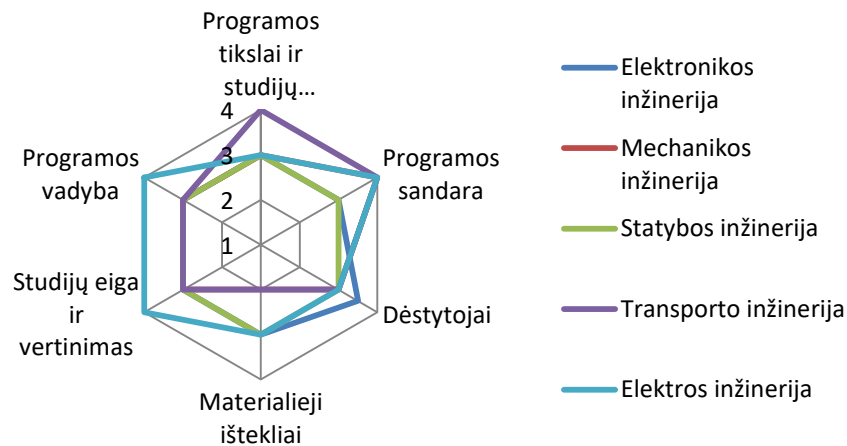 Programos
tikslai ir
studijų…
4
3
2
1
Programos
sandara
Dėstytojai
Materialieji
ištekliai
Studijų eiga
ir
vertinimas
Programos
vadyba
Elektronikos
inžinerija
Mechanikos
inžinerija
Statybos inžinerija
Transporto inžinerija
Elektros inžinerija